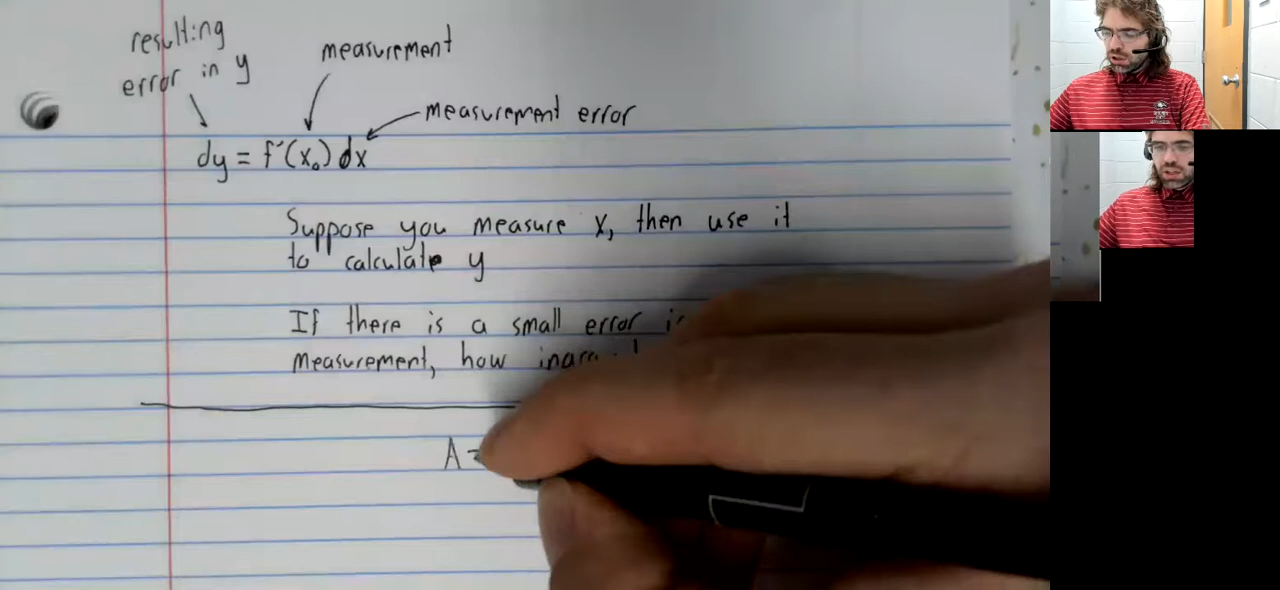 resulting
error in y
measurement
measurement error
dy = f'(x₀) dx
Suppose you measure x, then use it
to calculate y
If there is a small error
measurement, how
A =